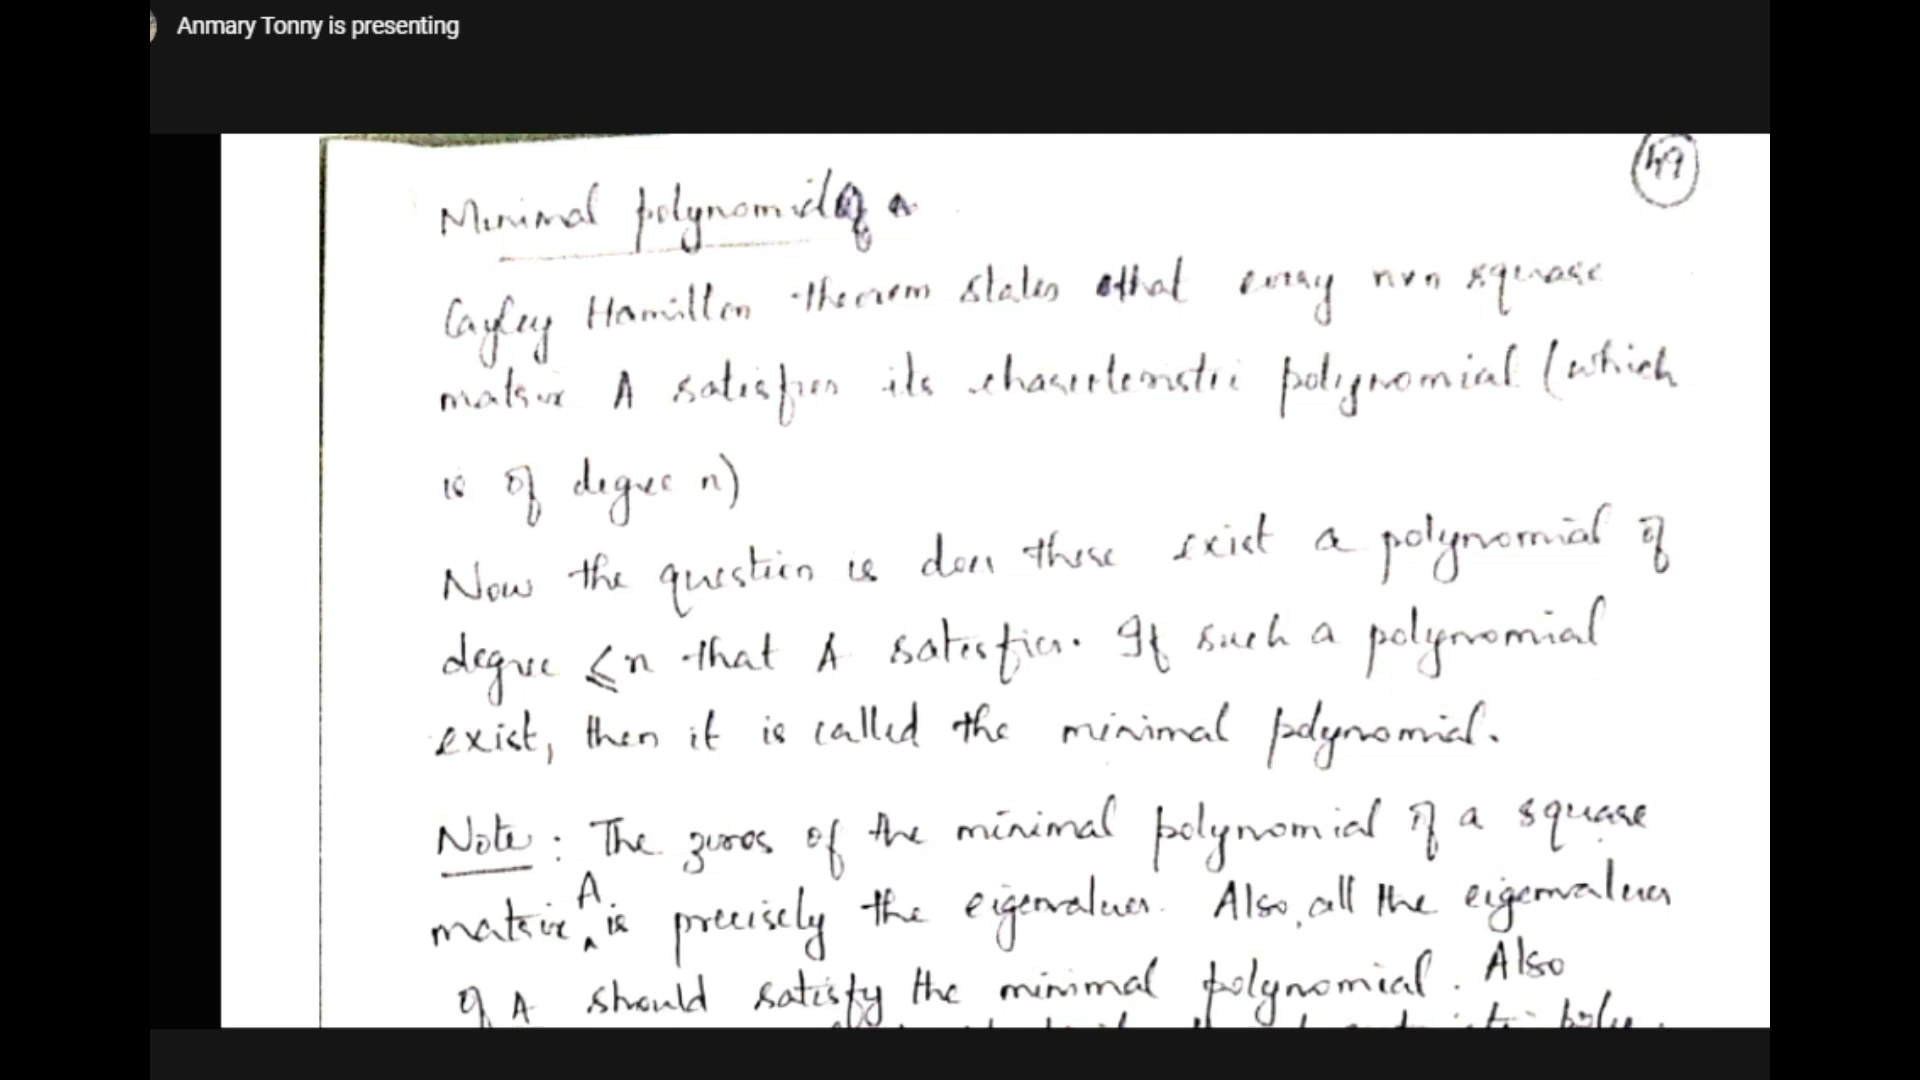 Anmary Tonny is presenting
49
Minimal polynomial of a
Cayley Hamilton theorem states that every nxn square
matrix A satisfies its characteristic polynomial (which
is of degree n)
Now the question is does there exist a polynomial of
degree ≤n that A satisfies. If such a polynomial
exist, then it is called the minimal polynomial.
Note: The zeros of the minimal polynomial of a square
matrix A is precisely the eigenvalues. Also, all the eigenvalues
of A should satisfy the minimal polynomial. Also